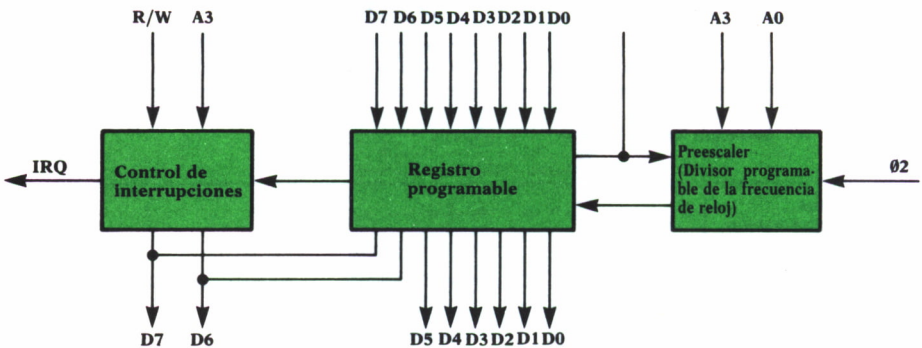 R/W A3 D7 D6 D5 D4 D3 D2 D1 D0 A3 A0
IRQ
Control de
interrupciones
Registro
programable
Preescaler
(Divisor programa-
ble de la frecuencia
de reloj)
Ø2
D7 D6 D5 D4 D3 D2 D1 D0